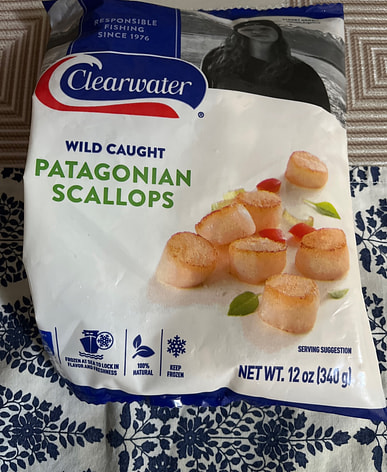 RESPONSIBLE
FISHING
SINCE 1976
Clearwater
®
WILD CAUGHT
PATAGONIAN
SCALLOPS
FROZEN AT SEA TO LOCK IN
FLAVOR AND FRESHNESS
100%
NATURAL
KEEP
FROZEN
SERVING SUGGESTION
NET WT. 12 oz (340 g)